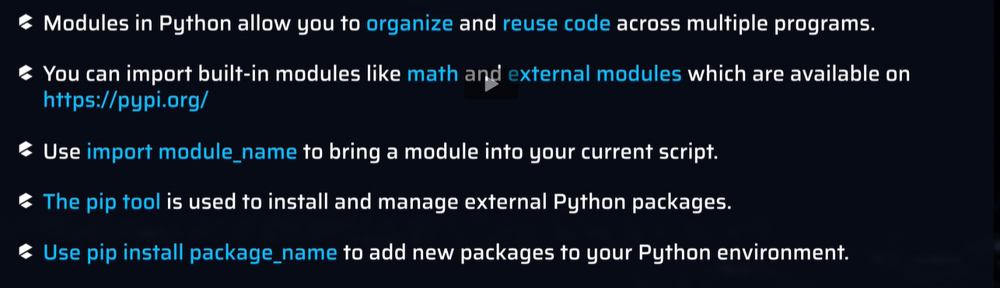 Modules in Python allow you to organize and reuse code across multiple programs.
You can import built-in modules like math and external modules which are available on
https://pypi.org/
Use import module_name to bring a module into your current script.
The pip tool is used to install and manage external Python packages.
Use pip install package_name to add new packages to your Python environment.